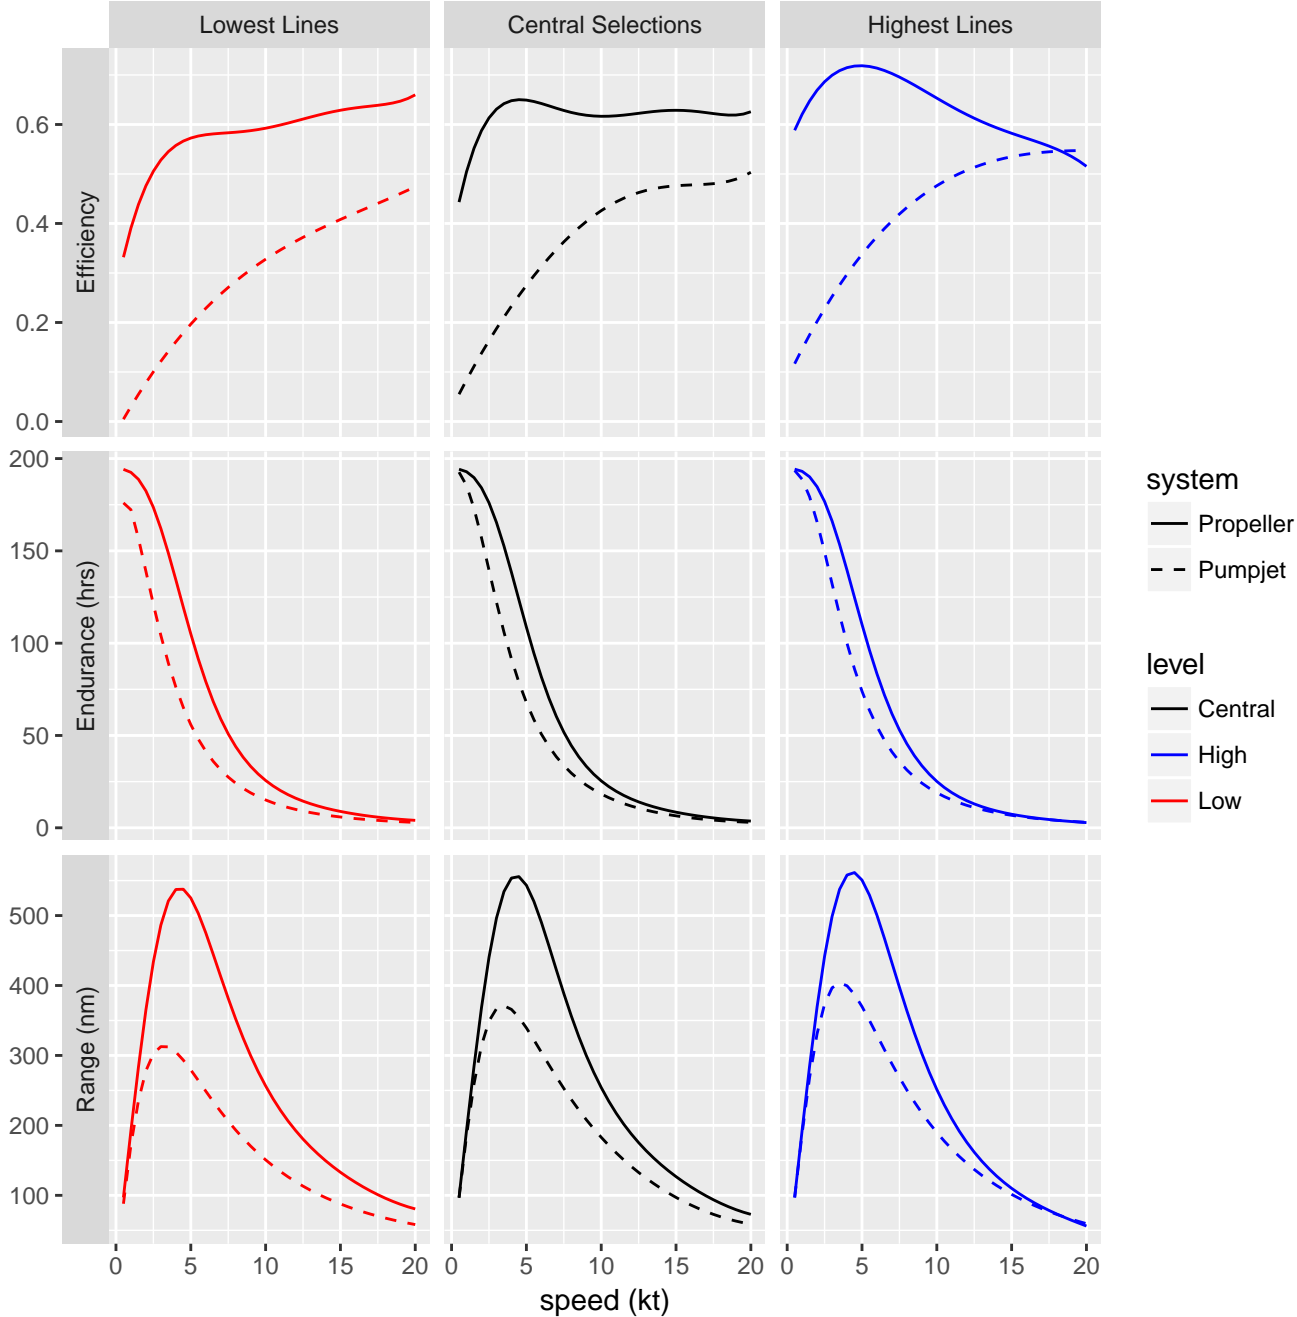 Lowest Lines
Central Selections
Highest Lines
Efficiency
0.6
0.4
0.2
0.0
Endurance (hrs)
200
150
100
50
0
Range (nm)
500
400
300
200
100
0 5 10 15 20
0 5 10 15 20
0 5 10 15 20
speed (kt)
system
Propeller
Pumpjet
level
Central
High
Low